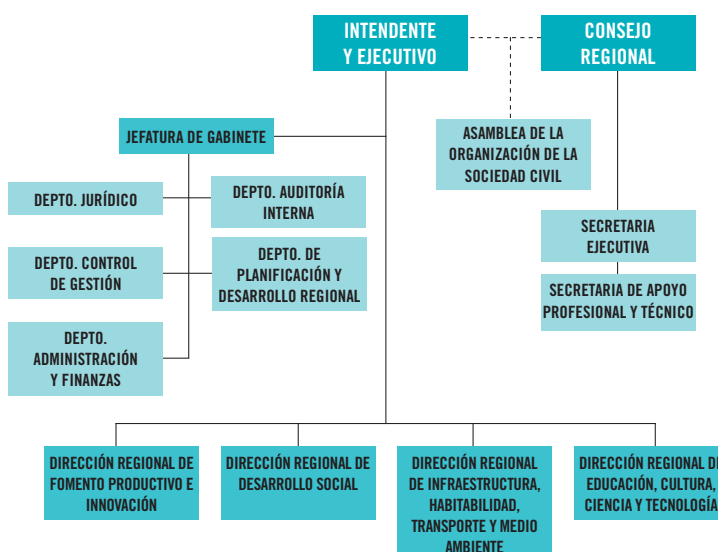 INTENDENTE
Y EJECUTIVO
CONSEJO
REGIONAL
JEFATURA DE GABINETE
ASAMBLEA DE LA
ORGANIZACIÓN DE LA
SOCIEDAD CIVIL
DEPTO. JURÍDICO
DEPTO. AUDITORÍA
INTERNA
DEPTO. CONTROL
DE GESTIÓN
DEPTO. DE
PLANIFICACIÓN Y
DESARROLLO REGIONAL
DEPTO.
ADMINISTRACIÓN
Y FINANZAS
SECRETARIA
EJECUTIVA
SECRETARIA DE APOYO
PROFESIONAL Y TÉCNICO
DIRECCIÓN REGIONAL DE
FOMENTO PRODUCTIVO E
INNOVACIÓN
DIRECCIÓN REGIONAL DE
DESARROLLO SOCIAL
DIRECCIÓN REGIONAL
DE INFRAESTRUCTURA,
HABITABILIDAD,
TRANSPORTE Y MEDIO
AMBIENTE
DIRECCIÓN REGIONAL DE
EDUCACIÓN, CULTURA,
CIENCIA Y TECNOLOGÍA